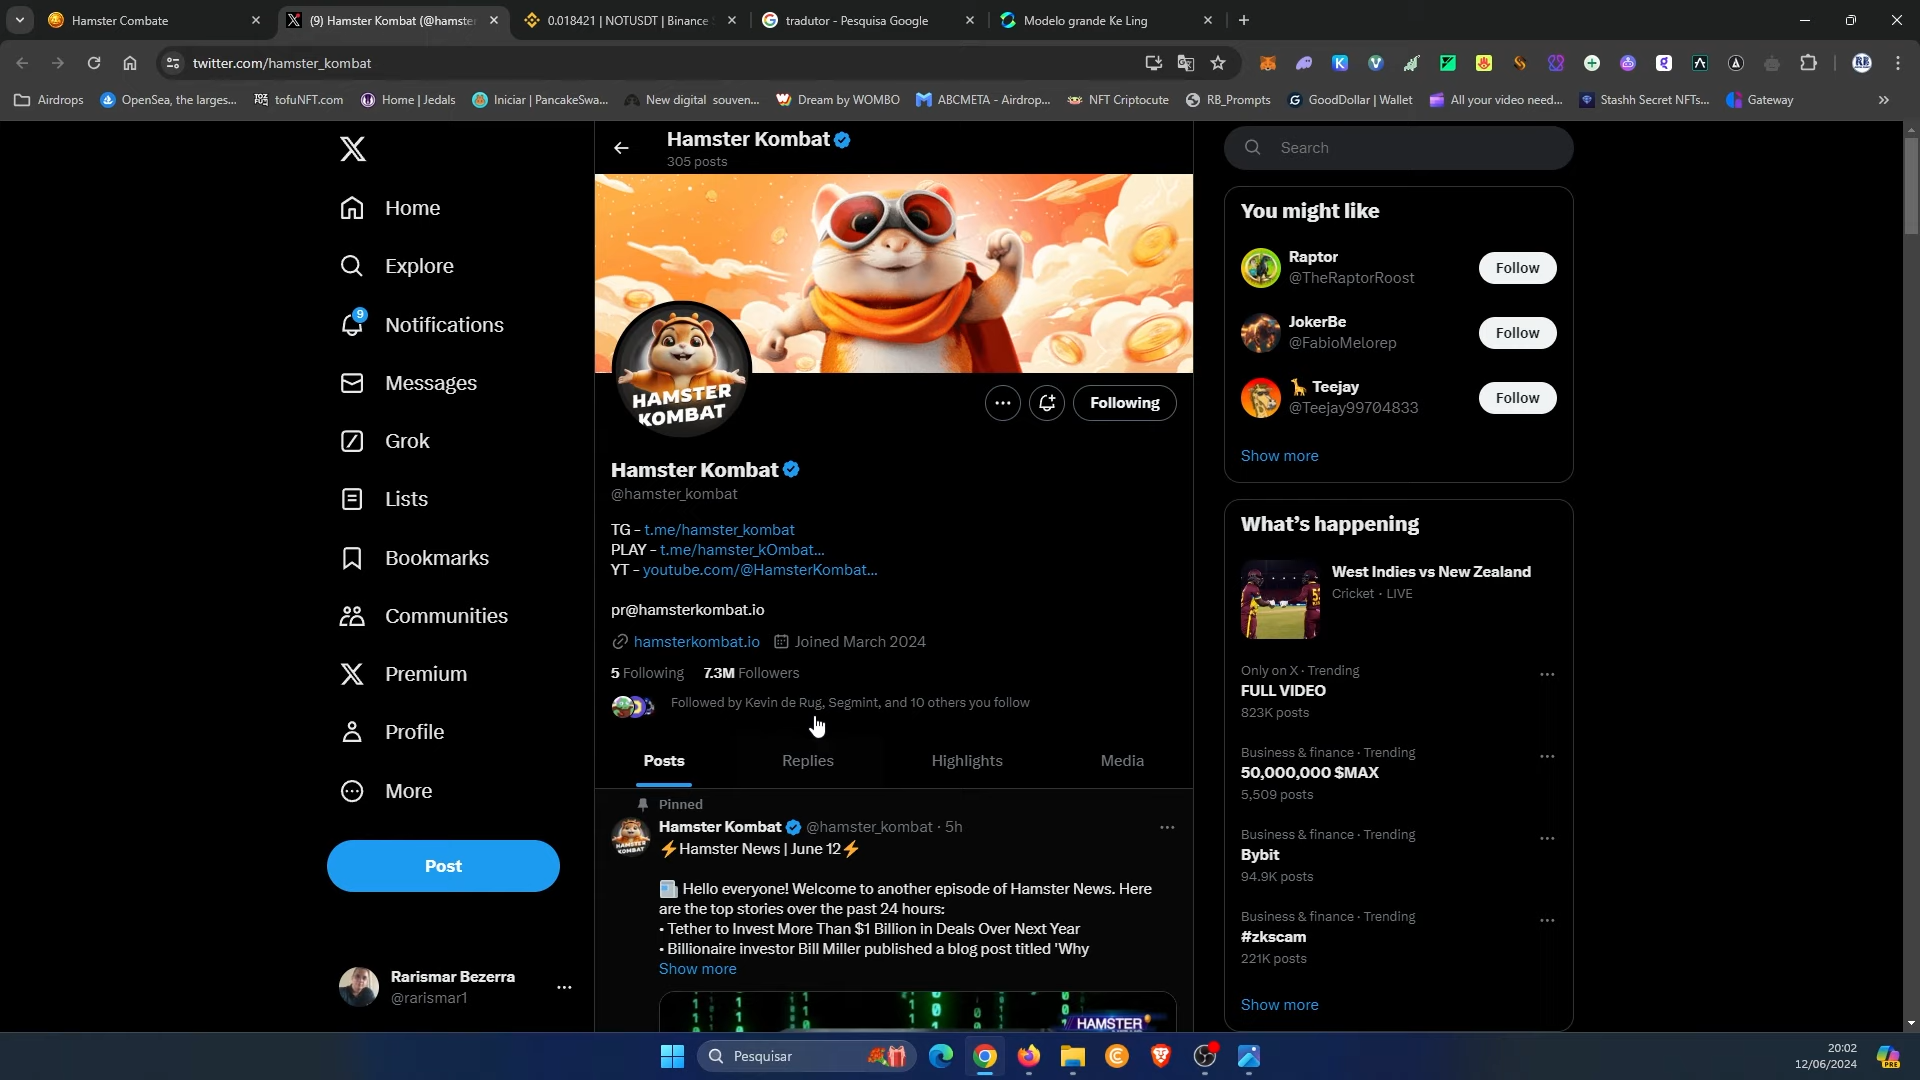 Hamster Combate
(9) Hamster Kombat (@hamste
0.018421 | NOTUSDT | Binance
tradutor - Pesquisa Google
Modelo grande Ke Ling
twitter.com/hamster_kombat
Airdrops
OpenSea, the larges...
tofuNFT.com
Home | Jedals
Iniciar | PancakeSwa...
New digital souven...
Dream by WOMBO
ABCMETA - Airdrop...
NFT Criptocute
RB_Prompts
GoodDollar | Wallet
All your video need...
Stashh Secret NFTs...
Gateway
Home
Explore
9
Notifications
Messages
Grok
Lists
Bookmarks
Communities
Premium
Profile
More
Post
Rarismar Bezerra
@rarismar1
Hamster Kombat
305 posts
HAMSTER
KOMBAT
Following
Hamster Kombat
@hamster_kombat
TG - t.me/hamster_kombat
PLAY - t.me/hamster_kOmbat...
YT - youtube.com/@HamsterKombat...
pr@hamsterkombat.io
hamsterkombat.io Joined March 2024
5 Following 7.3M Followers
Followed by Kevin de Rug, Segmint, and 10 others you follow
Posts
Replies
Highlights
Media
Pinned
Hamster Kombat @hamster_kombat · 5h
⚡Hamster News | June 12⚡
📰 Hello everyone! Welcome to another episode of Hamster News. Here
are the top stories over the past 24 hours:
• Tether to Invest More Than $1 Billion in Deals Over Next Year
• Billionaire investor Bill Miller published a blog post titled 'Why
Show more
HAMSTER
Search
You might like
Raptor
@TheRaptorRoost
Follow
JokerBe
@FabioMelorep
Follow
🦒 Teejay
@Teejay99704833
Follow
Show more
What's happening
West Indies vs New Zealand
Cricket · LIVE
Only on X · Trending
FULL VIDEO
823K posts
Business & finance · Trending
50,000,000 $MAX
5,509 posts
Business & finance · Trending
Bybit
94.9K posts
Business & finance · Trending
#zkscam
221K posts
Show more
Pesquisar
20:02
12/06/2024